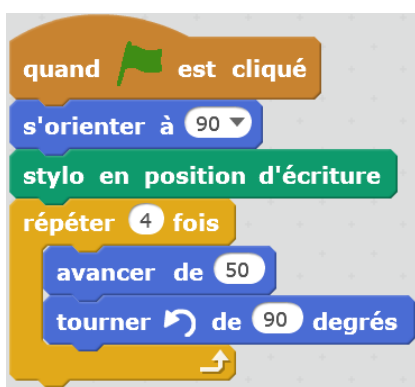 quand est cliqué
s'orienter à 90
stylo en position d'écriture
répéter 4 fois
avancer de 50
tourner de 90 degrés